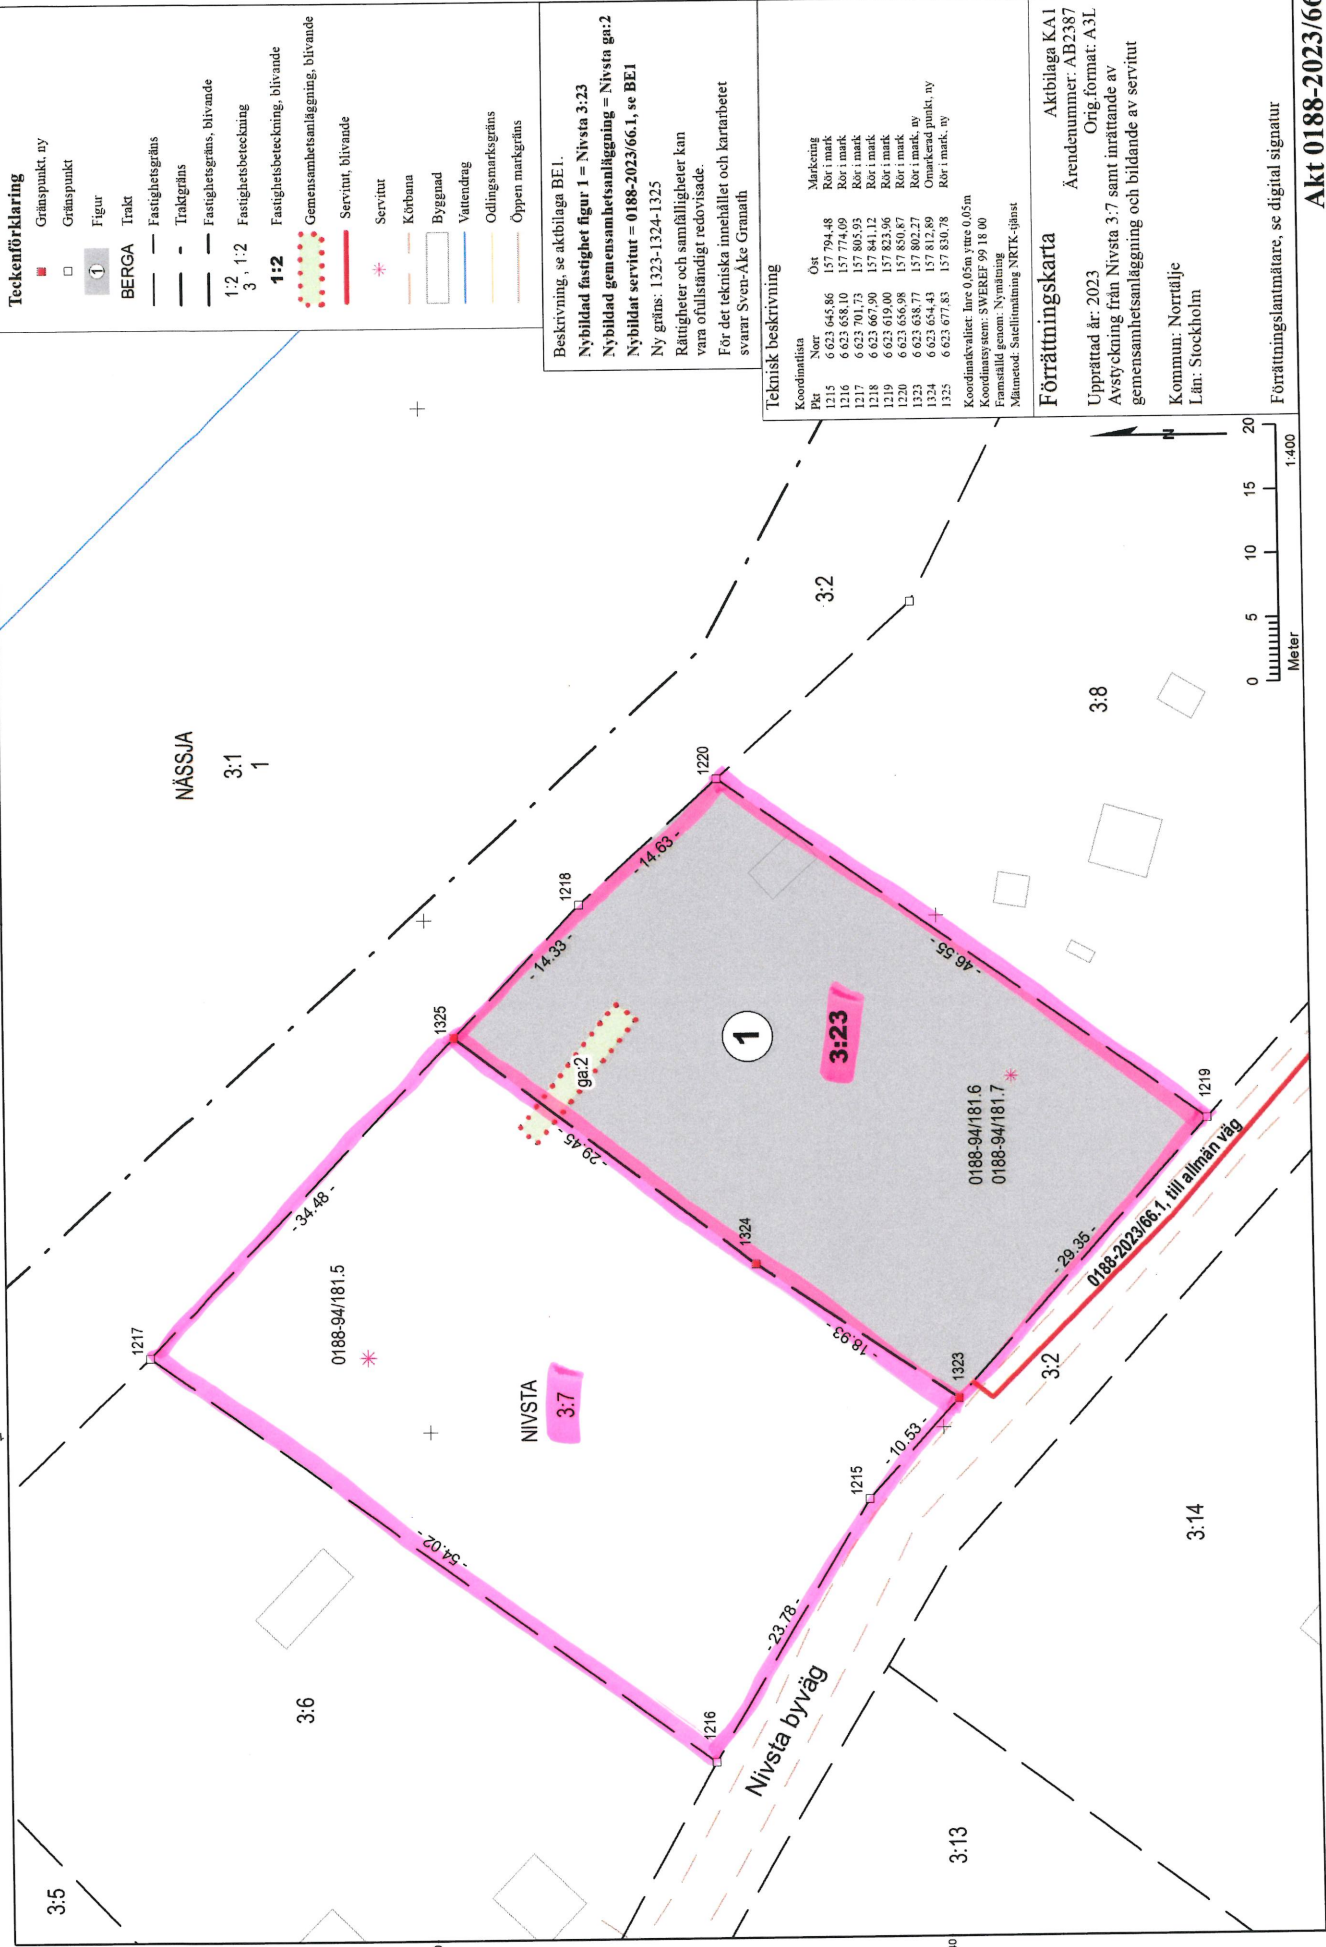 Teckenförklaring
Gränspunkt, ny
Gränspunkt
1 Figur
BERGA Trakt
Fastighetsgräns
Traktgräns
Fastighetsgräns, blivande
1:2
3 , 1:2 Fastighetsbeteckning
1:2 Fastighetsbeteckning, blivande
Gemensamhetsanläggning, blivande
Servitut, blivande
Servitut
Körbana
Byggnad
Vattendrag
Odlingsmarksgräns
Öppen markgräns
Beskrivning, se aktbilaga BE1.
Nybildad fastighet figur 1 = Nivsta 3:23
Nybildad gemensamhetsanläggning = Nivsta ga:2
Nybildat servitut = 0188-2023/66.1, se BE1
Ny gräns: 1323-1324-1325
Rättigheter och samfälligheter kan
vara ofullständigt redovisade.
För det tekniska innehållet och kartarbetet
svarar Sven-Åke Granath
Teknisk beskrivning
Koordinatlista
Pkt Norr Öst Markering
1215 6 623 645,86 157 794,48 Rör i mark
1216 6 623 658,10 157 774,09 Rör i mark
1217 6 623 701,73 157 805,93 Rör i mark
1218 6 623 667,90 157 841,12 Rör i mark
1219 6 623 619,00 157 823,96 Rör i mark
1220 6 623 656,98 157 850,87 Rör i mark
1323 6 623 638,77 157 802,27 Rör i mark, ny
1324 6 623 654,43 157 812,89 Omarkerad punkt, ny
1325 6 623 677,83 157 830,78 Rör i mark, ny
Koordinatkvalitet: Inre 0,05m yttre 0,05m
Koordinatsystem: SWEREF 99 18 00
Framställd genom: Nymätning
Mätmetod: Satellitmätning NRTK-tjänst
Förrättningskarta
Aktbilaga KA1
Ärendenummer: AB2387
Upprättad år: 2023 Orig.format: A3L
Avstyckning från Nivsta 3:7 samt inrättande av
gemensamhetsanläggning och bildande av servitut
Kommun: Norrtälje
Län: Stockholm
Förrättningslantmätare, se digital signatur
Akt 0188-2023/66
3:5
3:6
1217
- 34.48 -
1325
NÄSSJA
3:1
1
0188-94/181.5
NIVSTA
3:7
- 54.02 -
- 29.45 -
ga:2
- 14.33 -
1218
- 14.63 -
1220
1216
- 23.78 -
1215
- 10.53 -
1323
- 18.93 -
1324
1
3:23
- 46.55 -
0188-94/181.6
0188-94/181.7
- 29.35 -
1219
0188-2023/66.1, till allmän väg
Nivsta byväg
3:2
3:2
3:8
3:13
3:14
N
0 5 10 15 20
Meter
1:400